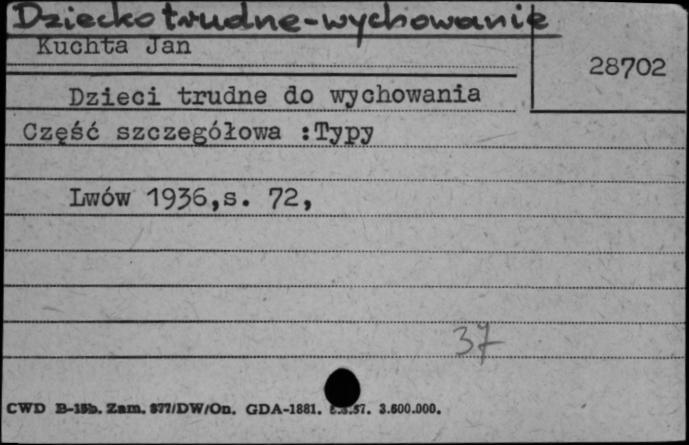 Dziecko trudne-wychowanie
Kuchta Jan
28702
Dzieci trudne do wychowania
Część szczegółowa :Typy
Lwów 1936,s. 72,
37
CWD B-15b. Zam. 877/DW/On. GDA-1881. 3.600.000.